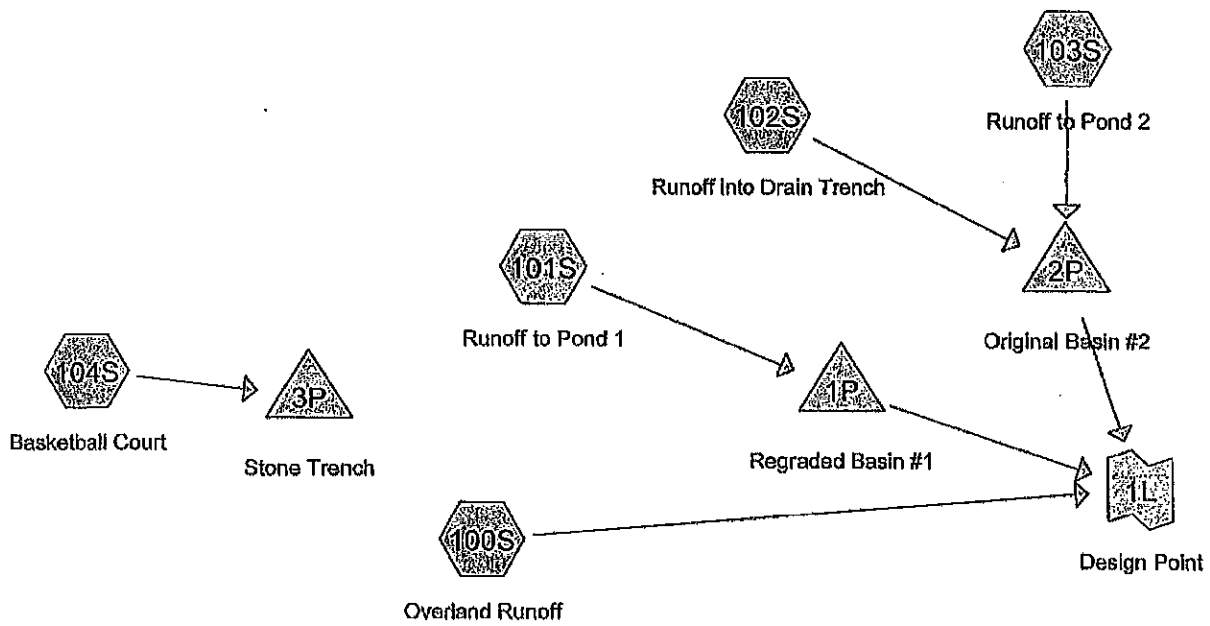 103S
Runoff to Pond 2
102S
Runoff into Drain Trench
2P
Original Basin #2
101S
Runoff to Pond 1
104S
Basketball Court
3P
Stone Trench
1P
Regraded Basin #1
1L
Design Point
100S
Overland Runoff